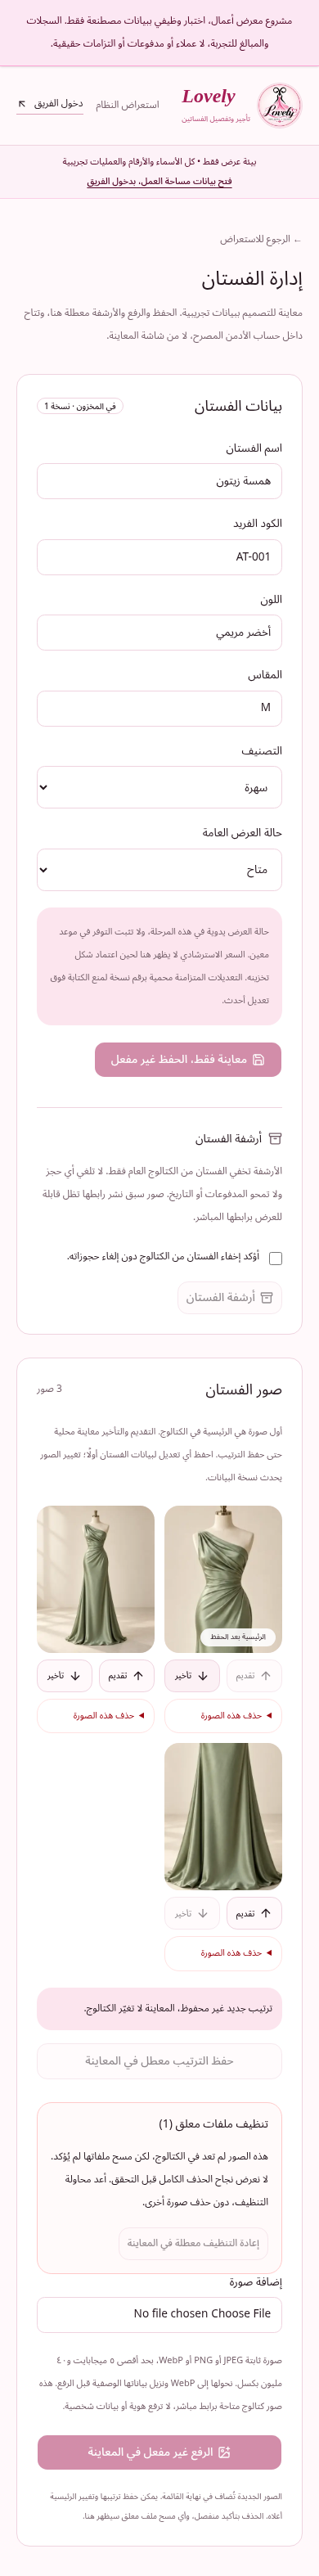 مشروع معرض أعمال، اختبار وظيفي ببيانات مصطنعة فقط. السجلات
والمبالغ للتجربة، لا عملاء أو مدفوعات أو التزامات حقيقية.
Lovely
Lovely
تأجير وتفصيل الفساتين
استعراض النظام
دخول الفريق
بيئة عرض فقط • كل الأسماء والأرقام والعمليات تجريبية
فتح بيانات مساحة العمل، بدخول الفريق
← الرجوع للاستعراض
إدارة الفستان
معاينة للتصميم ببيانات تجريبية. الحفظ والرفع والأرشفة معطلة هنا، وتتاح
داخل حساب الأدمن المصرح، لا من شاشة المعاينة.
بيانات الفستان
في المخزون · نسخة 1
اسم الفستان
همسة زيتون
الكود الفريد
AT-001
اللون
أخضر مريمي
المقاس
M
التصنيف
سهرة
حالة العرض العامة
متاح
حالة العرض يدوية في هذه المرحلة، ولا تثبت التوفر في موعد
معين. السعر الاسترشادي لا يظهر هنا لحين اعتماد شكل
تخزينه. التعديلات المتزامنة محمية برقم نسخة لمنع الكتابة فوق
تعديل أحدث.
معاينة فقط، الحفظ غير مفعل
أرشفة الفستان
الأرشفة تخفي الفستان من الكتالوج العام فقط. لا تلغي أي حجز
ولا تمحو المدفوعات أو التاريخ. صور سبق نشر رابطها تظل قابلة
للعرض برابطها المباشر.
أؤكد إخفاء الفستان من الكتالوج دون إلغاء حجوزاته.
أرشفة الفستان
صور الفستان
3 صور
أول صورة هي الرئيسية في الكتالوج. التقديم والتأخير معاينة محلية
حتى حفظ الترتيب. احفظ أي تعديل لبيانات الفستان أولًا؛ تغيير الصور
يحدث نسخة البيانات.
الرئيسية بعد الحفظ
تقديم
تأخير
تقديم
تأخير
حذف هذه الصورة
حذف هذه الصورة
تقديم
تأخير
حذف هذه الصورة
ترتيب جديد غير محفوظ، المعاينة لا تغيّر الكتالوج.
حفظ الترتيب معطل في المعاينة
تنظيف ملفات معلق (1)
هذه الصور لم تعد في الكتالوج، لكن مسح ملفاتها لم يُؤكد.
لا نعرض نجاح الحذف الكامل قبل التحقق. أعد محاولة
التنظيف، دون حذف صورة أخرى.
إعادة التنظيف معطلة في المعاينة
إضافة صورة
No file chosen Choose File
صورة ثابتة JPEG أو PNG أو WebP، بحد أقصى ٥ ميجابايت و٤٠
مليون بكسل. نحولها إلى WebP ونزيل بياناتها الوصفية قبل الرفع. هذه
صور كتالوج متاحة برابط مباشر، لا ترفع هوية أو بيانات شخصية.
الرفع غير مفعل في المعاينة
الصور الجديدة تُضاف في نهاية القائمة. يمكن حفظ ترتيبها وتغيير الرئيسية
أعلاه. الحذف بتأكيد منفصل، وأي مسح ملف معلق سيظهر هنا.